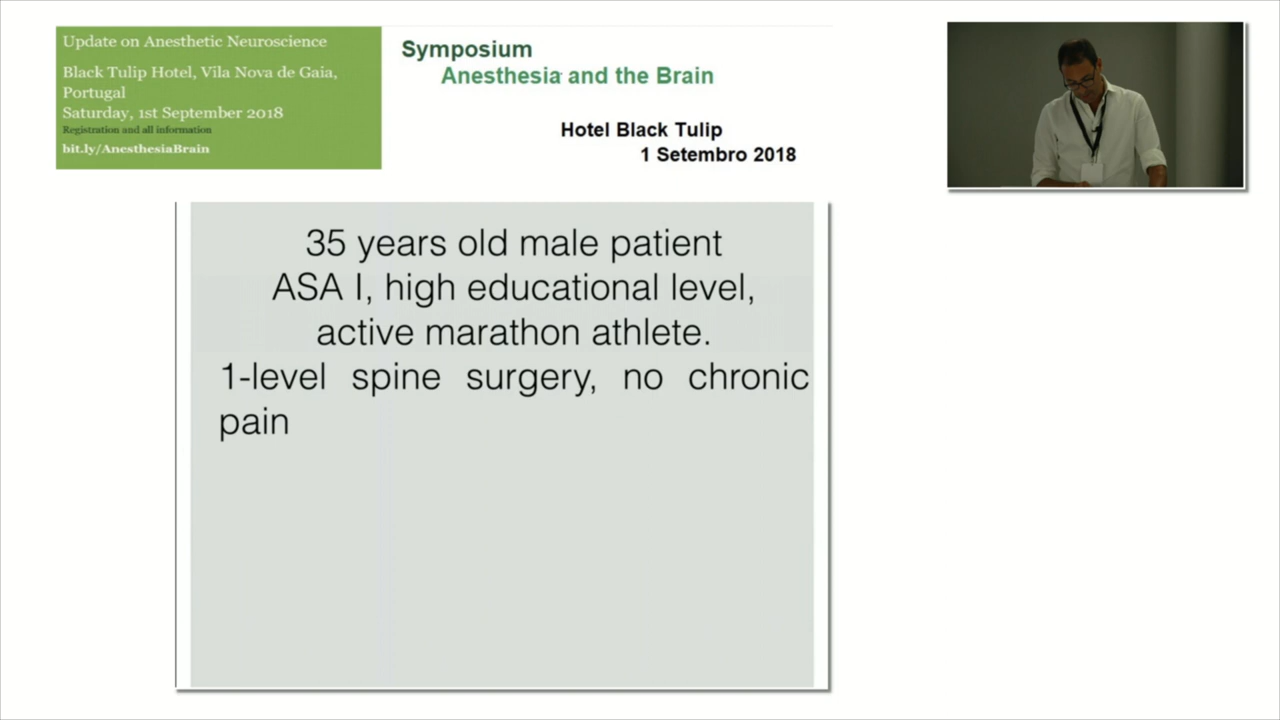 Update on Anesthetic Neuroscience
Black Tulip Hotel, Vila Nova de Gaia,
Portugal
Saturday, 1st September 2018
Registration and all information
bit.ly/AnesthesiaBrain
Symposium
Anesthesia and the Brain
Hotel Black Tulip
1 Setembro 2018
35 years old male patient
ASA I, high educational level,
active marathon athlete.
1-level spine surgery, no chronic
pain